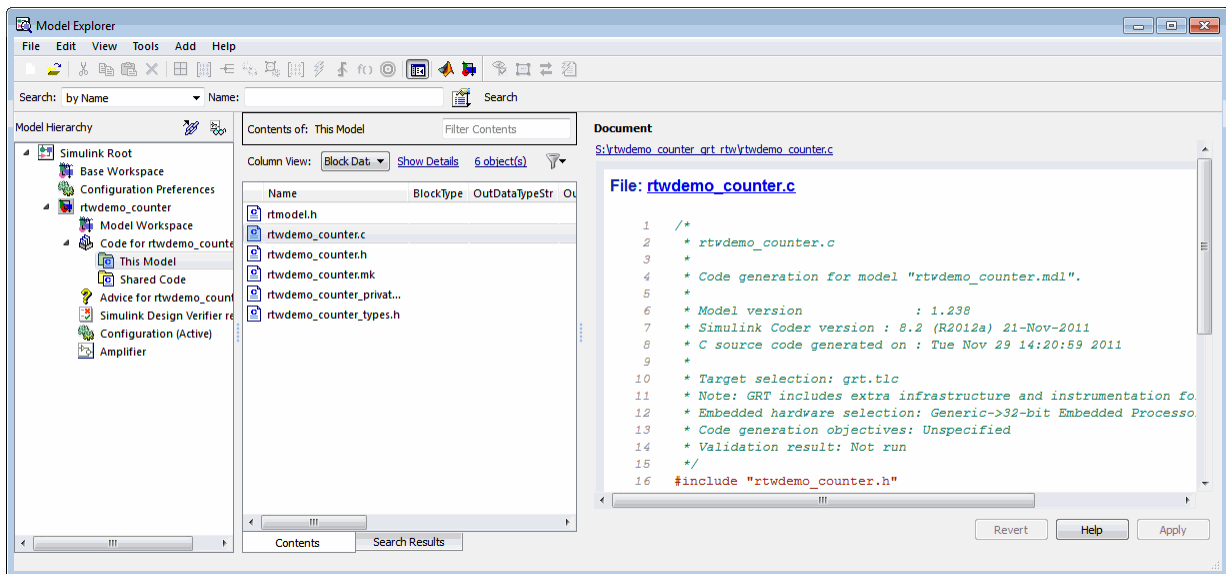 Model Explorer
File Edit View Tools Add Help
Search: by Name Name: Search
Model Hierarchy
Simulink Root
Base Workspace
Configuration Preferences
rtwdemo_counter
Model Workspace
Code for rtwdemo_counte
This Model
Shared Code
Advice for rtwdemo_count
Simulink Design Verifier re
Configuration (Active)
Amplifier
Contents of: This Model Filter Contents
Column View: Block Dat Show Details 6 object(s)
Name BlockType OutDataTypeStr Ou
rtmodel.h
rtwdemo_counter.c
rtwdemo_counter.h
rtwdemo_counter.mk
rtwdemo_counter_privat...
rtwdemo_counter_types.h
Contents Search Results
Document
S:\rtwdemo_counter_grt_rtw\rtwdemo_counter.c
File: rtwdemo_counter.c
1 /*
2 * rtwdemo_counter.c
3 *
4 * Code generation for model "rtwdemo_counter.mdl".
5 *
6 * Model version : 1.238
7 * Simulink Coder version : 8.2 (R2012a) 21-Nov-2011
8 * C source code generated on : Tue Nov 29 14:20:59 2011
9 *
10 * Target selection: grt.tlc
11 * Note: GRT includes extra infrastructure and instrumentation fo
12 * Embedded hardware selection: Generic->32-bit Embedded Processo
13 * Code generation objectives: Unspecified
14 * Validation result: Not run
15 */
16 #include "rtwdemo_counter.h"
Revert Help Apply